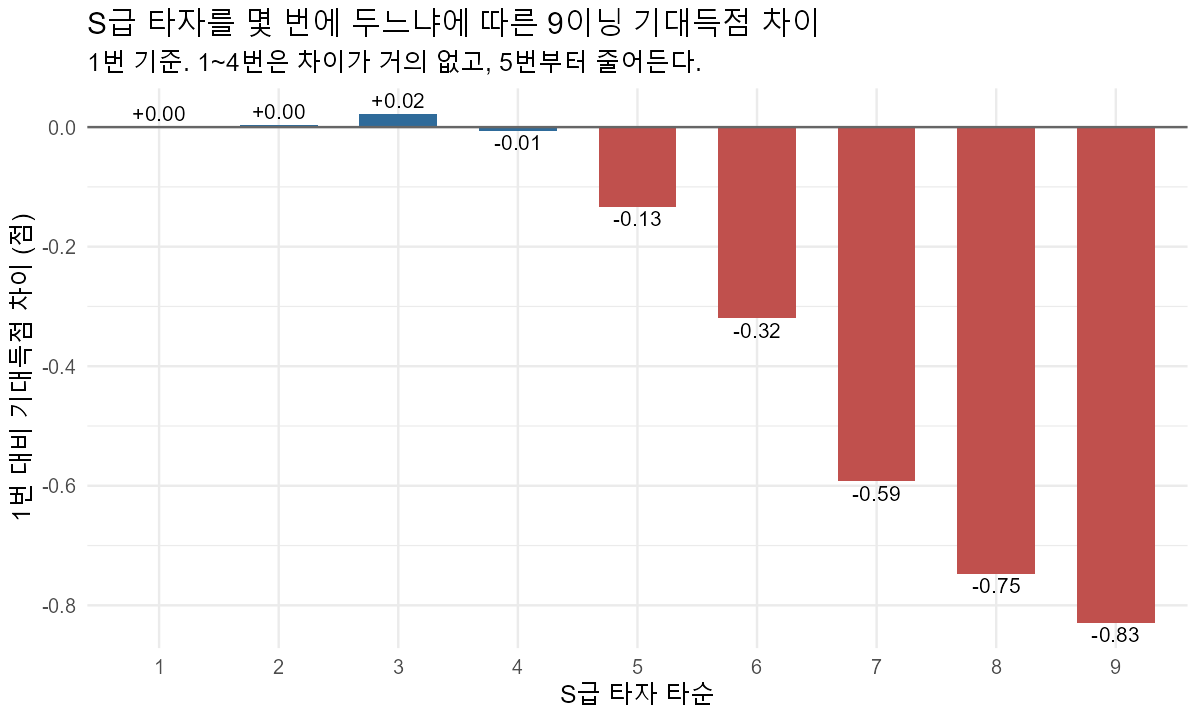 S급 타자를 몇 번에 두느냐에 따른 9이닝 기대득점 차이
1번 기준. 1~4번은 차이가 거의 없고, 5번부터 줄어든다.
1번 대비 기대득점 차이 (점)
0.0
-0.2
-0.4
-0.6
-0.8
+0.00
+0.00
+0.02
-0.01
-0.13
-0.32
-0.59
-0.75
-0.83
1 2 3 4 5 6 7 8 9
S급 타자 타순